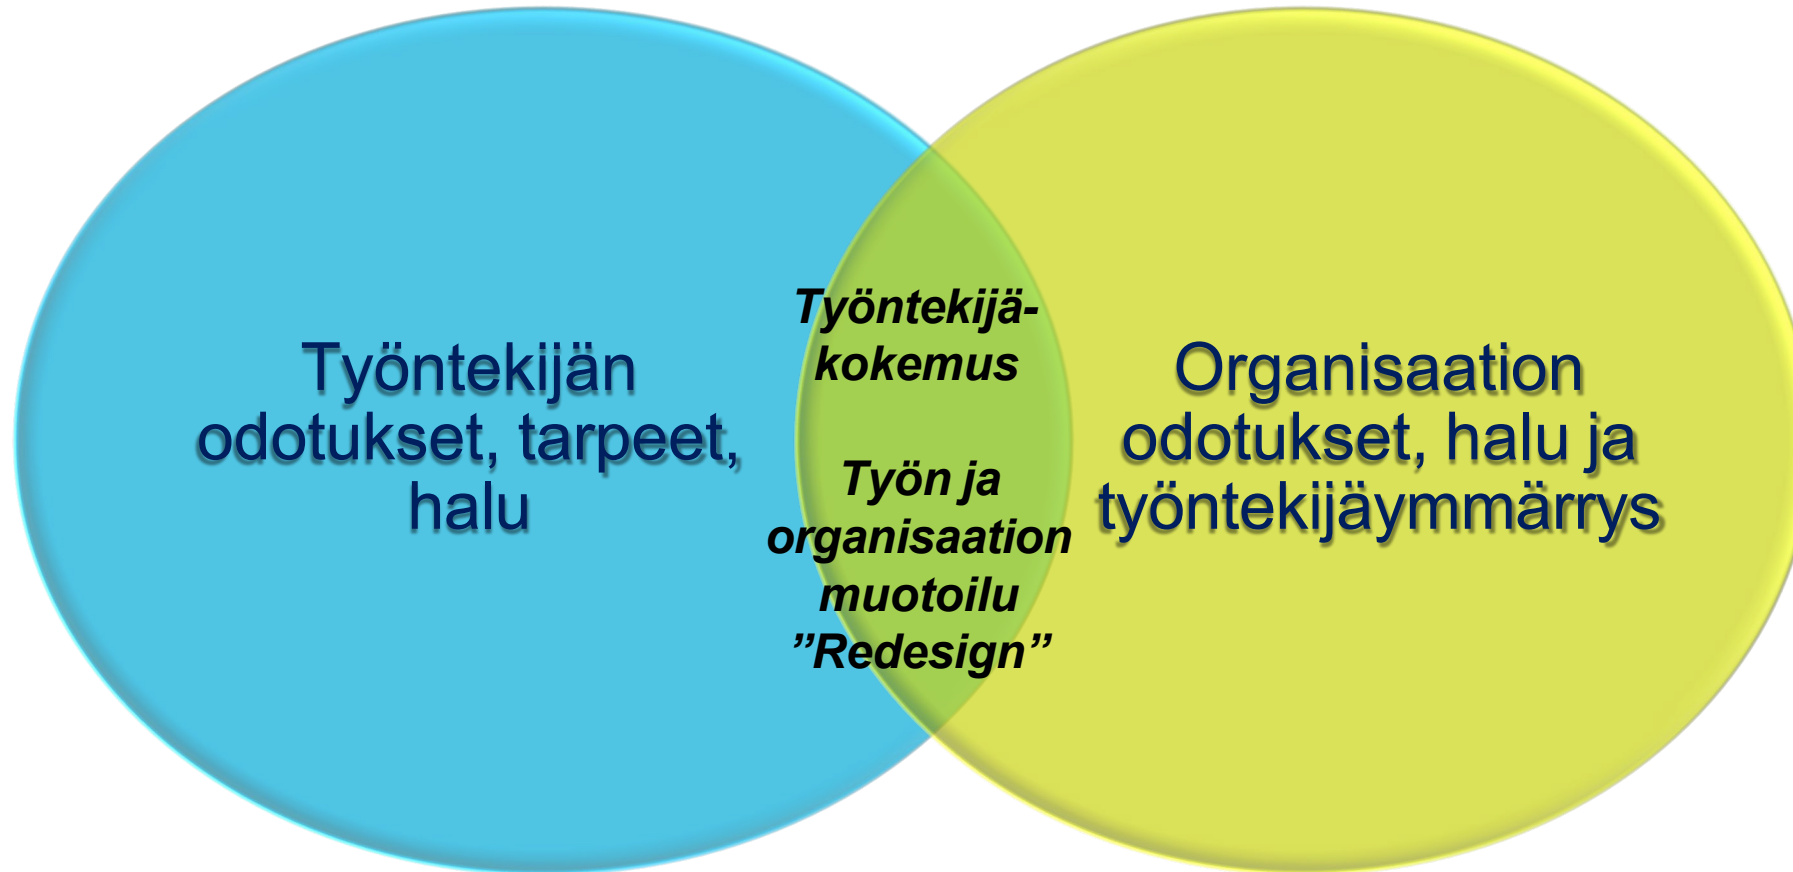 Työntekijän
odotukset, tarpeet,
halu
Työntekijä-
kokemus
Työn ja
organisaation
muotoilu
”Redesign”
Organisaation
odotukset, halu ja
työntekijäymmärrys